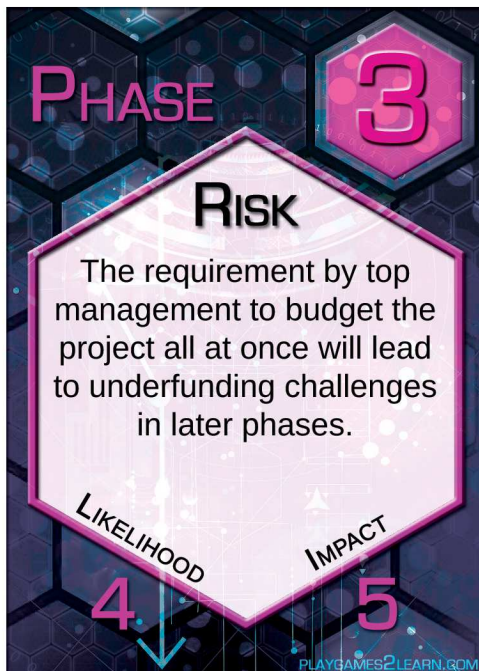 PHASE 3
RISK
The requirement by top
management to budget the
project all at once will lead
to underfunding challenges
in later phases.
LIKELIHOOD IMPACT
4 5
PLAYGAMES2LEARN.COM